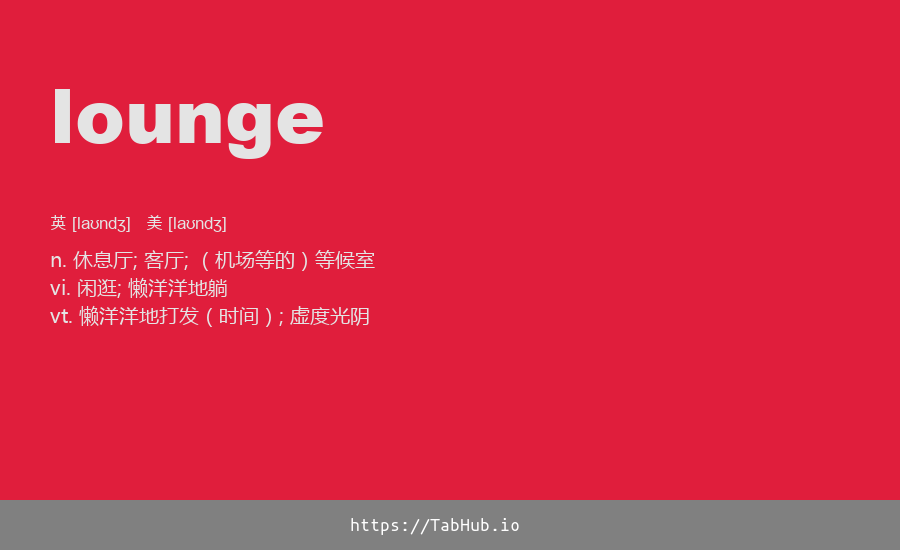 lounge
英 [laʊndʒ] 美 [laʊndʒ]
n. 休息厅; 客厅; （机场等的）等候室
vi. 闲逛; 懒洋洋地躺
vt. 懒洋洋地打发（时间）; 虚度光阴
https://TabHub.io